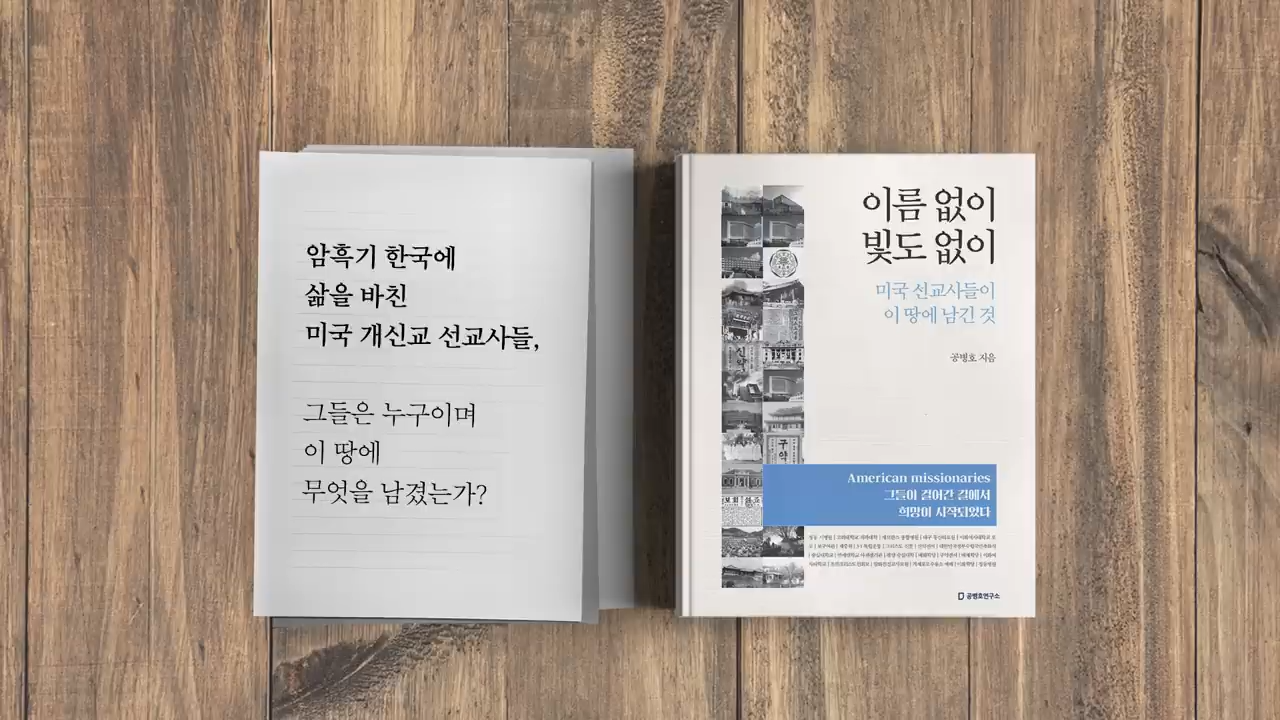 암흑기 한국에
삶을 바친
미국 개신교 선교사들,
그들은 누구이며
이 땅에
무엇을 남겼는가?
이름 없이
빛도 없이
미국 선교사들이
이 땅에 남긴 것
공병호 지음
신약
구약
American missionaries
그들이 걸어간 길에서
희망이 시작되었다
공병호연구소